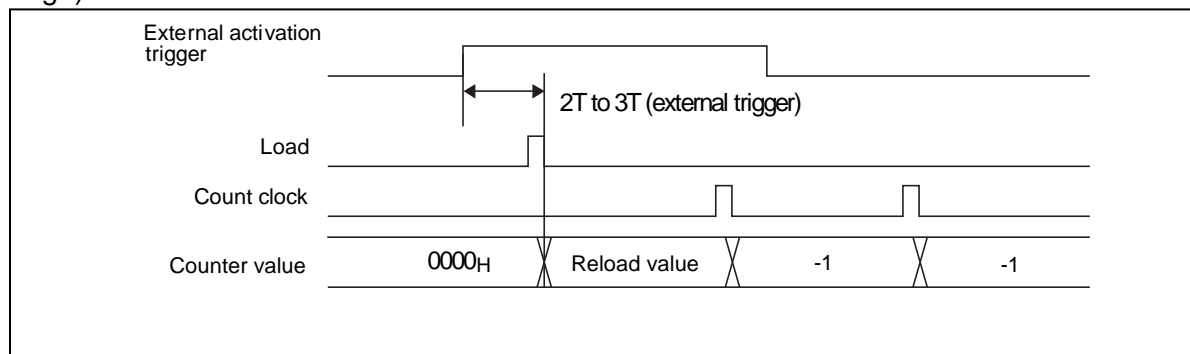 External activation
trigger
2T to 3T (external trigger)
Load
Count clock
Counter value 0000H Reload value -1 -1